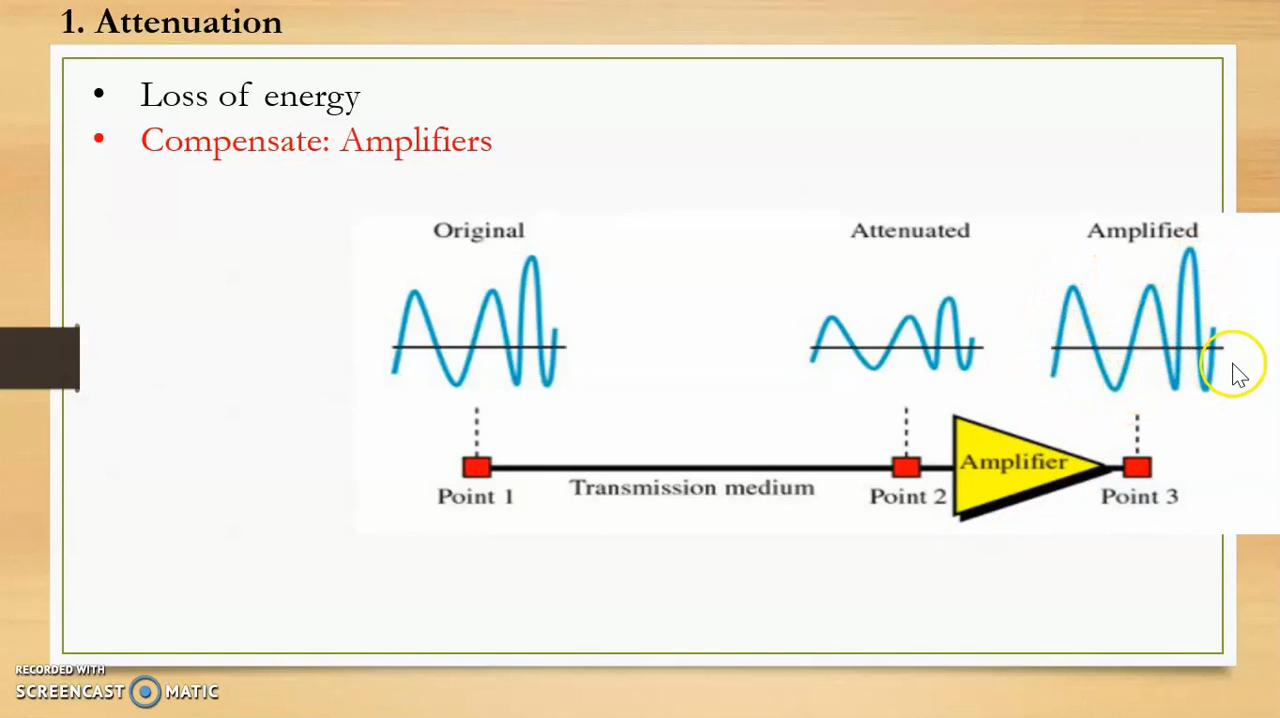 1. Attenuation
• Loss of energy
• Compensate: Amplifiers
Original Attenuated Amplified
Amplifier
Point 1 Transmission medium Point 2 Point 3
RECORDED WITH
SCREENCAST MATIC